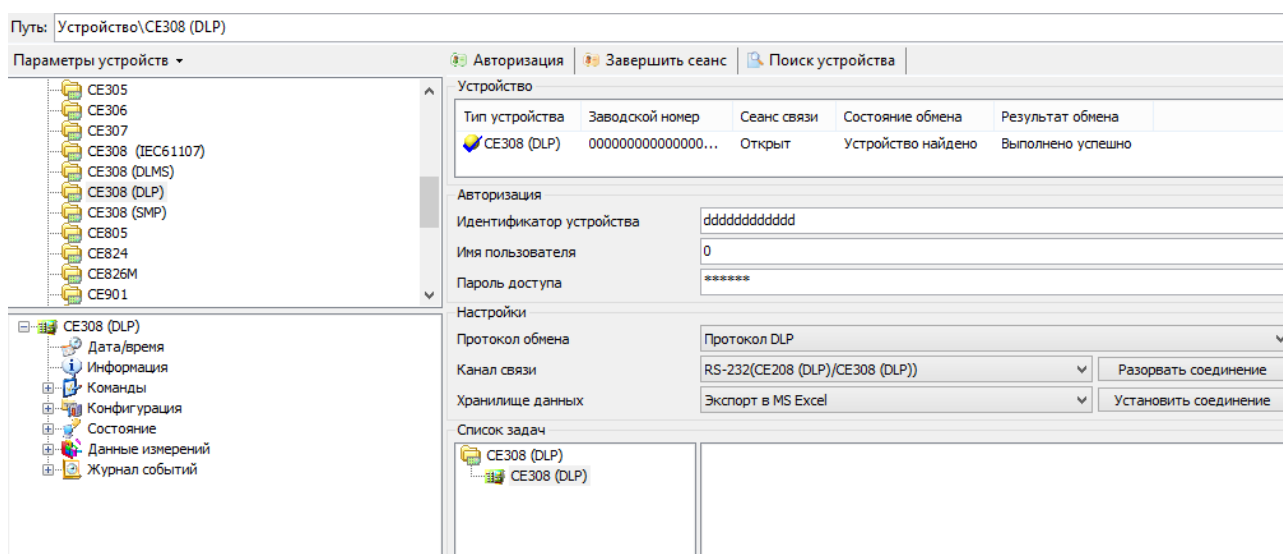 Путь: Устройство\CE308 (DLP)
Параметры устройств
Авторизация Завершить сеанс Поиск устройства
CE305
CE306
CE307
CE308 (IEC61107)
CE308 (DLMS)
CE308 (DLP)
CE308 (SMP)
CE805
CE824
CE826M
CE901
Устройство
Тип устройства Заводской номер Сеанс связи Состояние обмена Результат обмена
CE308 (DLP) 00000000000000... Открыт Устройство найдено Выполнено успешно
Авторизация
Идентификатор устройства dddddddddddd
Имя пользователя 0
Пароль доступа ******
Настройки
Протокол обмена Протокол DLP
Канал связи RS-232(CE208 (DLP)/CE308 (DLP)) Разорвать соединение
Хранилище данных Экспорт в MS Excel Установить соединение
Список задач
CE308 (DLP)
CE308 (DLP)
CE308 (DLP)
Дата/время
Информация
Команды
Конфигурация
Состояние
Данные измерений
Журнал событий